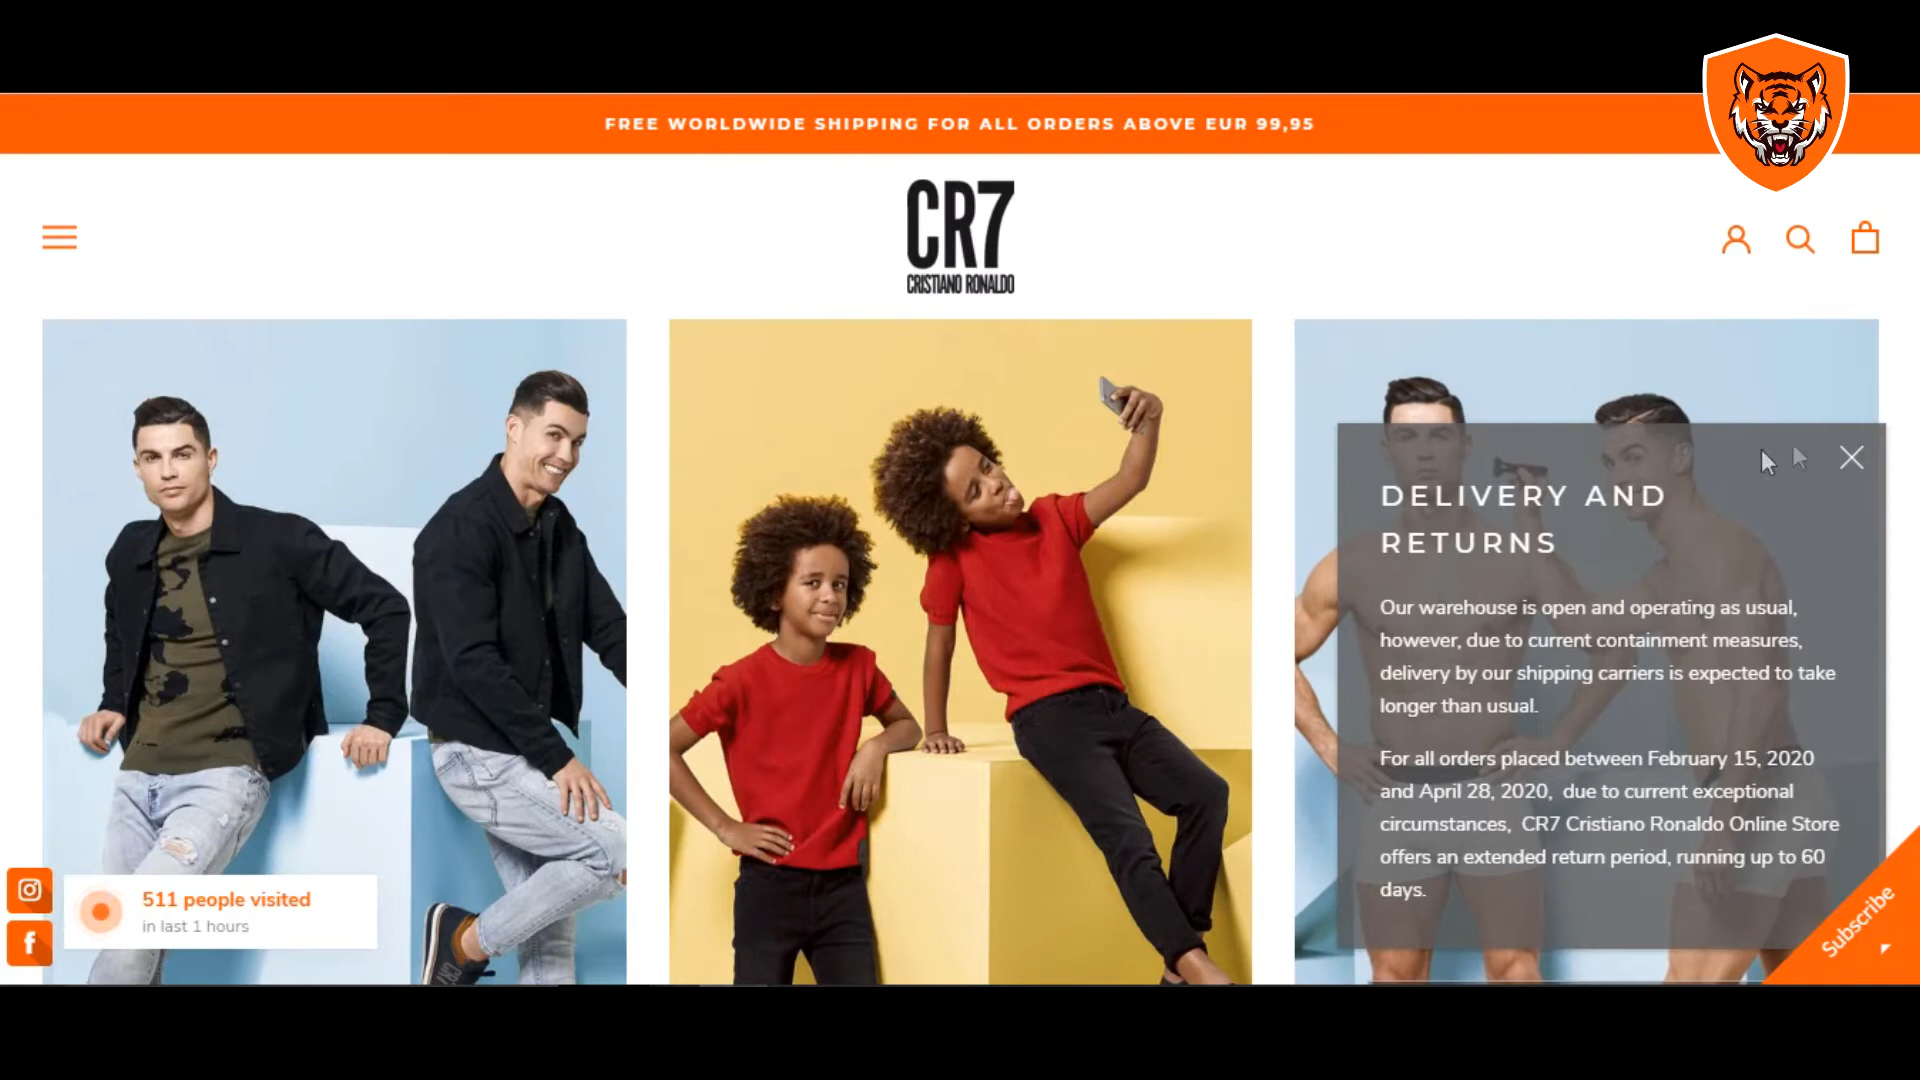 FREE WORLDWIDE SHIPPING FOR ALL ORDERS ABOVE EUR 99,95
CR7
CRISTIANO RONALDO
DELIVERY AND
RETURNS
Our warehouse is open and operating as usual,
however, due to current containment measures,
delivery by our shipping carriers is expected to take
longer than usual.
For all orders placed between February 15, 2020
and April 28, 2020, due to current exceptional
circumstances, CR7 Cristiano Ronaldo Online Store
offers an extended return period, running up to 60
days.
511 people visited
in last 1 hours
Subscribe
CR7